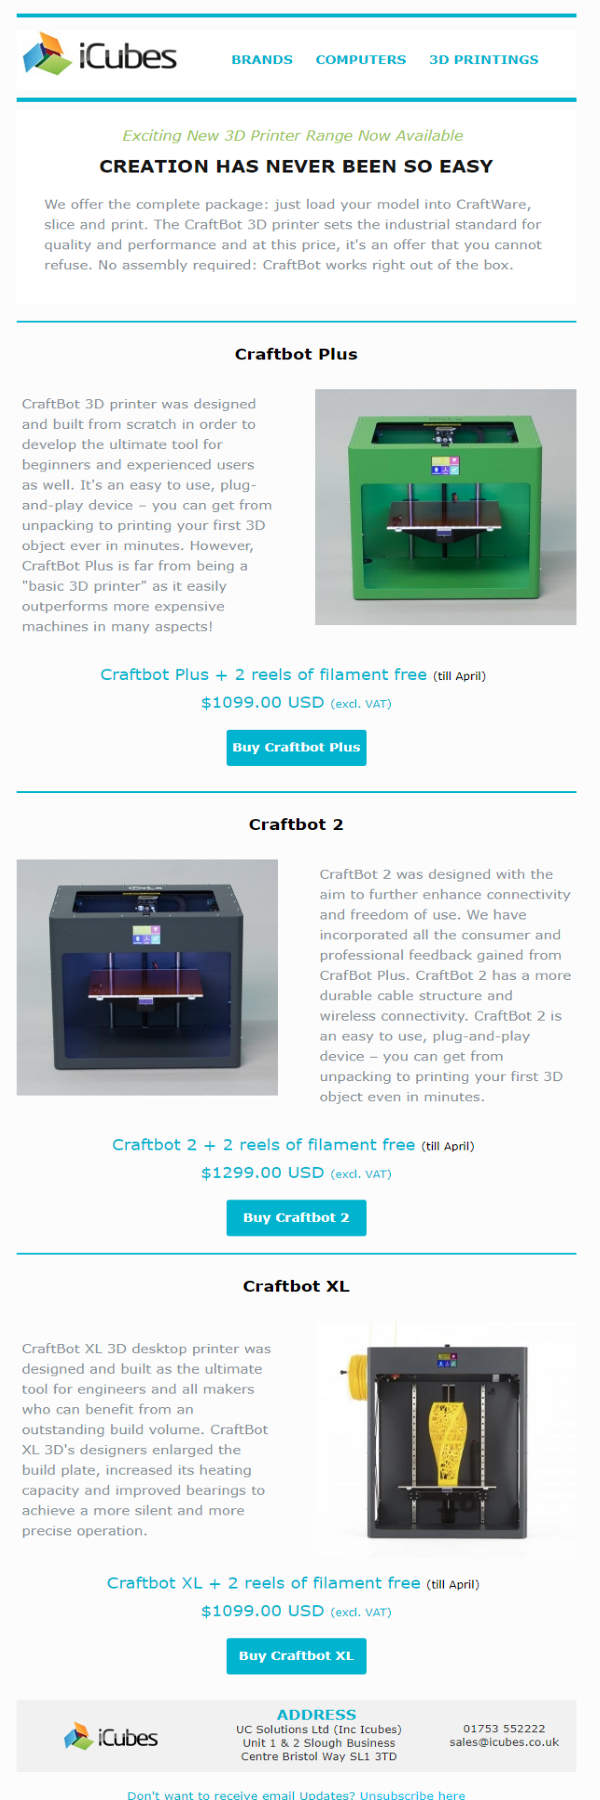 iCubes
BRANDS COMPUTERS 3D PRINTINGS
Exciting New 3D Printer Range Now Available
CREATION HAS NEVER BEEN SO EASY
We offer the complete package: just load your model into CraftWare,
slice and print. The CraftBot 3D printer sets the industrial standard for
quality and performance and at this price, it's an offer that you cannot
refuse. No assembly required: CraftBot works right out of the box.
Craftbot Plus
CraftBot 3D printer was designed
and built from scratch in order to
develop the ultimate tool for
beginners and experienced users
as well. It's an easy to use, plug-
and-play device – you can get from
unpacking to printing your first 3D
object ever in minutes. However,
CraftBot Plus is far from being a
"basic 3D printer" as it easily
outperforms more expensive
machines in many aspects!
Craftbot Plus + 2 reels of filament free (till April)
$1099.00 USD (excl. VAT)
Buy Craftbot Plus
Craftbot 2
CraftBot 2 was designed with the
aim to further enhance connectivity
and freedom of use. We have
incorporated all the consumer and
professional feedback gained from
CrafBot Plus. CraftBot 2 has a more
durable cable structure and
wireless connectivity. CraftBot 2 is
an easy to use, plug-and-play
device – you can get from
unpacking to printing your first 3D
object even in minutes.
Craftbot 2 + 2 reels of filament free (till April)
$1299.00 USD (excl. VAT)
Buy Craftbot 2
Craftbot XL
CraftBot XL 3D desktop printer was
designed and built as the ultimate
tool for engineers and all makers
who can benefit from an
outstanding build volume. CraftBot
XL 3D's designers enlarged the
build plate, increased its heating
capacity and improved bearings to
achieve a more silent and more
precise operation.
Craftbot XL + 2 reels of filament free (till April)
$1099.00 USD (excl. VAT)
Buy Craftbot XL
iCubes
ADDRESS
UC Solutions Ltd (Inc Icubes)
Unit 1 & 2 Slough Business
Centre Bristol Way SL1 3TD
01753 552222
sales@icubes.co.uk
Don't want to receive email Updates? Unsubscribe here